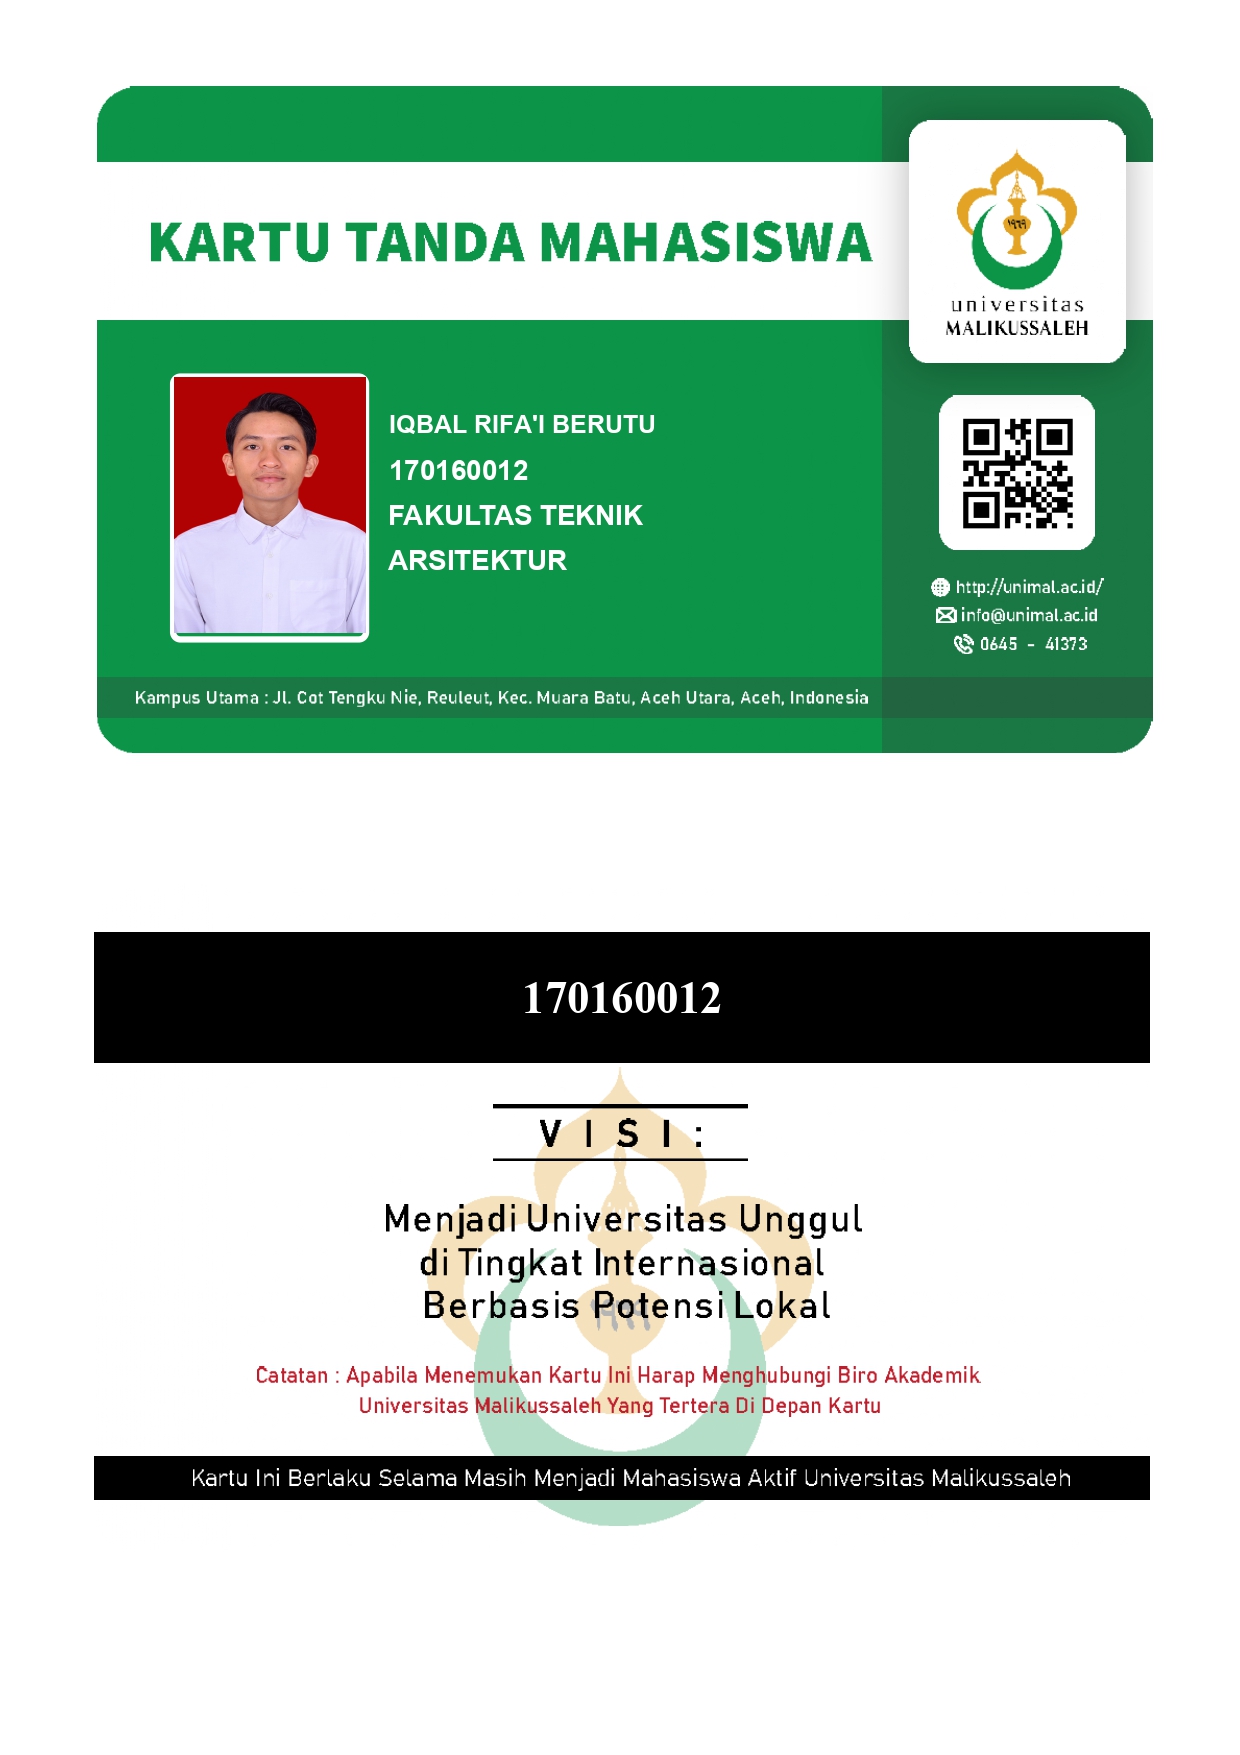 KARTU TANDA MAHASISWA
١٩٦٩
universitas
MALIKUSSALEH
IQBAL RIFA'I BERUTU
170160012
FAKULTAS TEKNIK
ARSITEKTUR
http://unimal.ac.id/
info@unimal.ac.id
0645 - 41373
Kampus Utama : Jl. Cot Tengku Nie, Reuleut, Kec. Muara Batu, Aceh Utara, Aceh, Indonesia
170160012
VISI:
Menjadi Universitas Unggul
di Tingkat Internasional
Berbasis Potensi Lokal
١٩٦٩
Catatan : Apabila Menemukan Kartu Ini Harap Menghubungi Biro Akademik
Universitas Malikussaleh Yang Tertera Di Depan Kartu
Kartu Ini Berlaku Selama Masih Menjadi Mahasiswa Aktif Universitas Malikussaleh